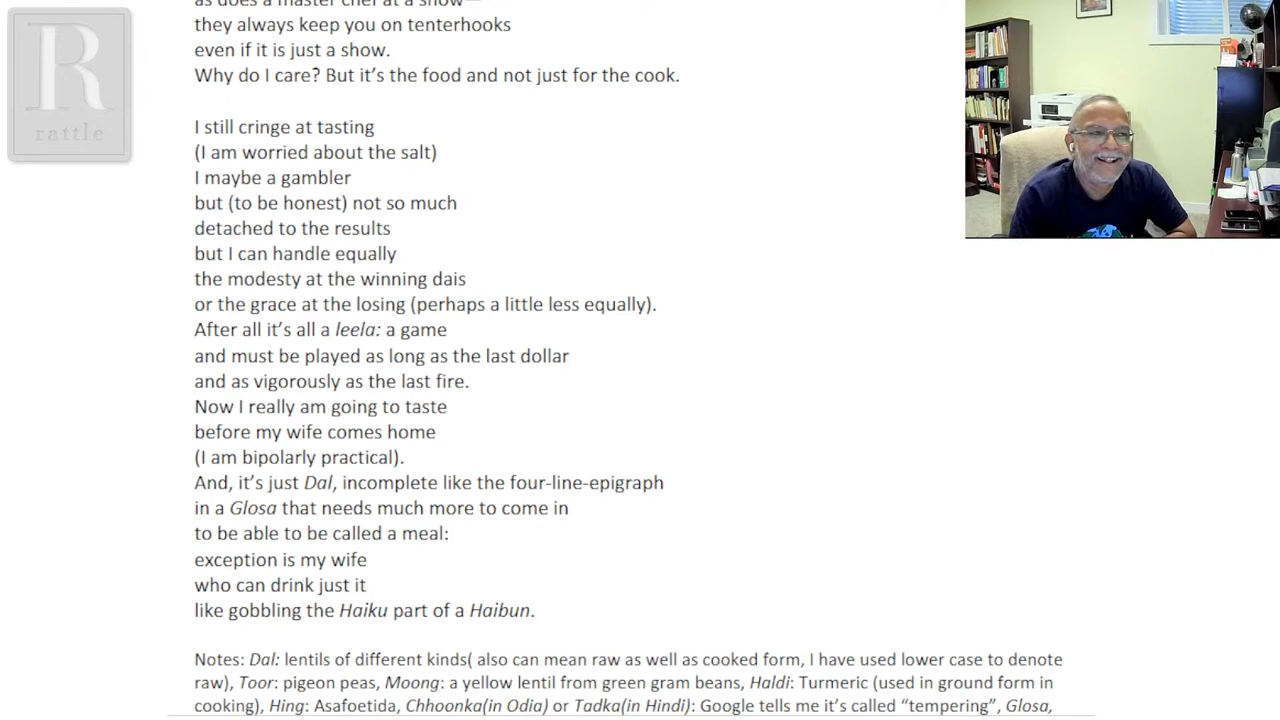 as does a master chef at a show—
they always keep you on tenterhooks
even if it is just a show.
Why do I care? But it's the food and not just for the cook.
I still cringe at tasting
(I am worried about the salt)
I maybe a gambler
but (to be honest) not so much
detached to the results
but I can handle equally
the modesty at the winning dais
or the grace at the losing (perhaps a little less equally).
After all it's all a leela: a game
and must be played as long as the last dollar
and as vigorously as the last fire.
Now I really am going to taste
before my wife comes home
(I am bipolarly practical).
And, it's just Dal, incomplete like the four-line-epigraph
in a Glosa that needs much more to come in
to be able to be called a meal:
exception is my wife
who can drink just it
like gobbling the Haiku part of a Haibun.
Notes: Dal: lentils of different kinds( also can mean raw as well as cooked form, I have used lower case to denote
raw), Toor: pigeon peas, Moong: a yellow lentil from green gram beans, Haldi: Turmeric (used in ground form in
cooking), Hing: Asafoetida, Chhoonka(in Odia) or Tadka(in Hindi): Google tells me it's called “tempering”, Glosa,
R
rattle